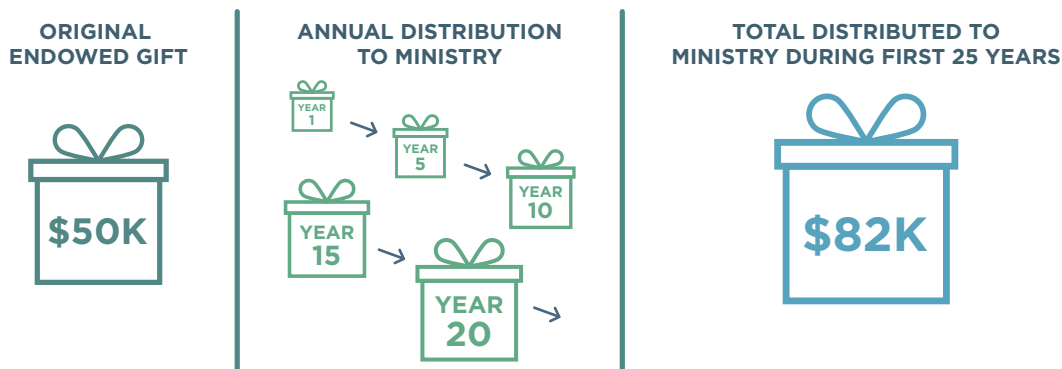 ORIGINAL
ENDOWED GIFT
$50K
ANNUAL DISTRIBUTION
TO MINISTRY
YEAR
1
YEAR
5
YEAR
10
YEAR
15
YEAR
20
TOTAL DISTRIBUTED TO
MINISTRY DURING FIRST 25 YEARS
$82K